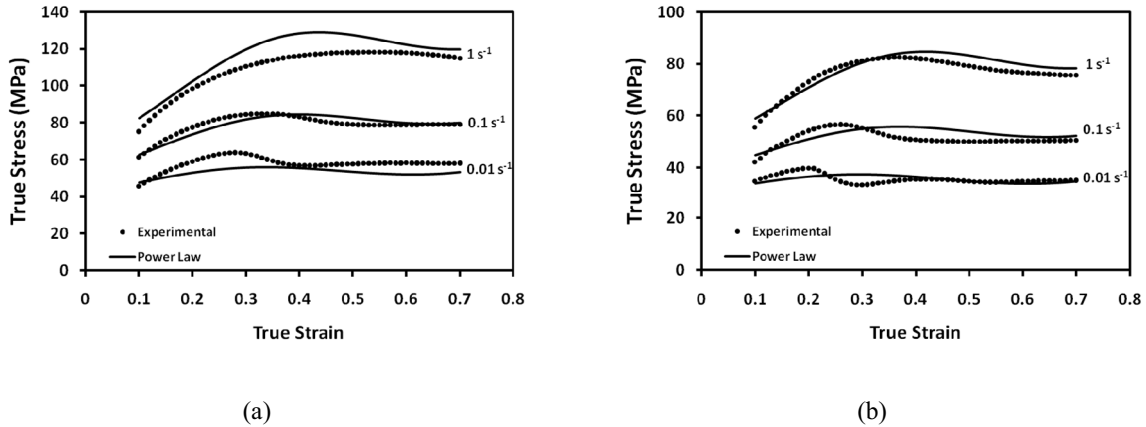 140
120
100
80
60
40
20
0
True Stress (MPa)
1 s⁻¹
0.1 s⁻¹
0.01 s⁻¹
Experimental
Power Law
0 0.1 0.2 0.3 0.4 0.5 0.6 0.7 0.8
True Strain
(a)
100
80
60
40
20
0
True Stress (MPa)
1 s⁻¹
0.1 s⁻¹
0.01 s⁻¹
Experimental
Power Law
0 0.1 0.2 0.3 0.4 0.5 0.6 0.7 0.8
True Strain
(b)